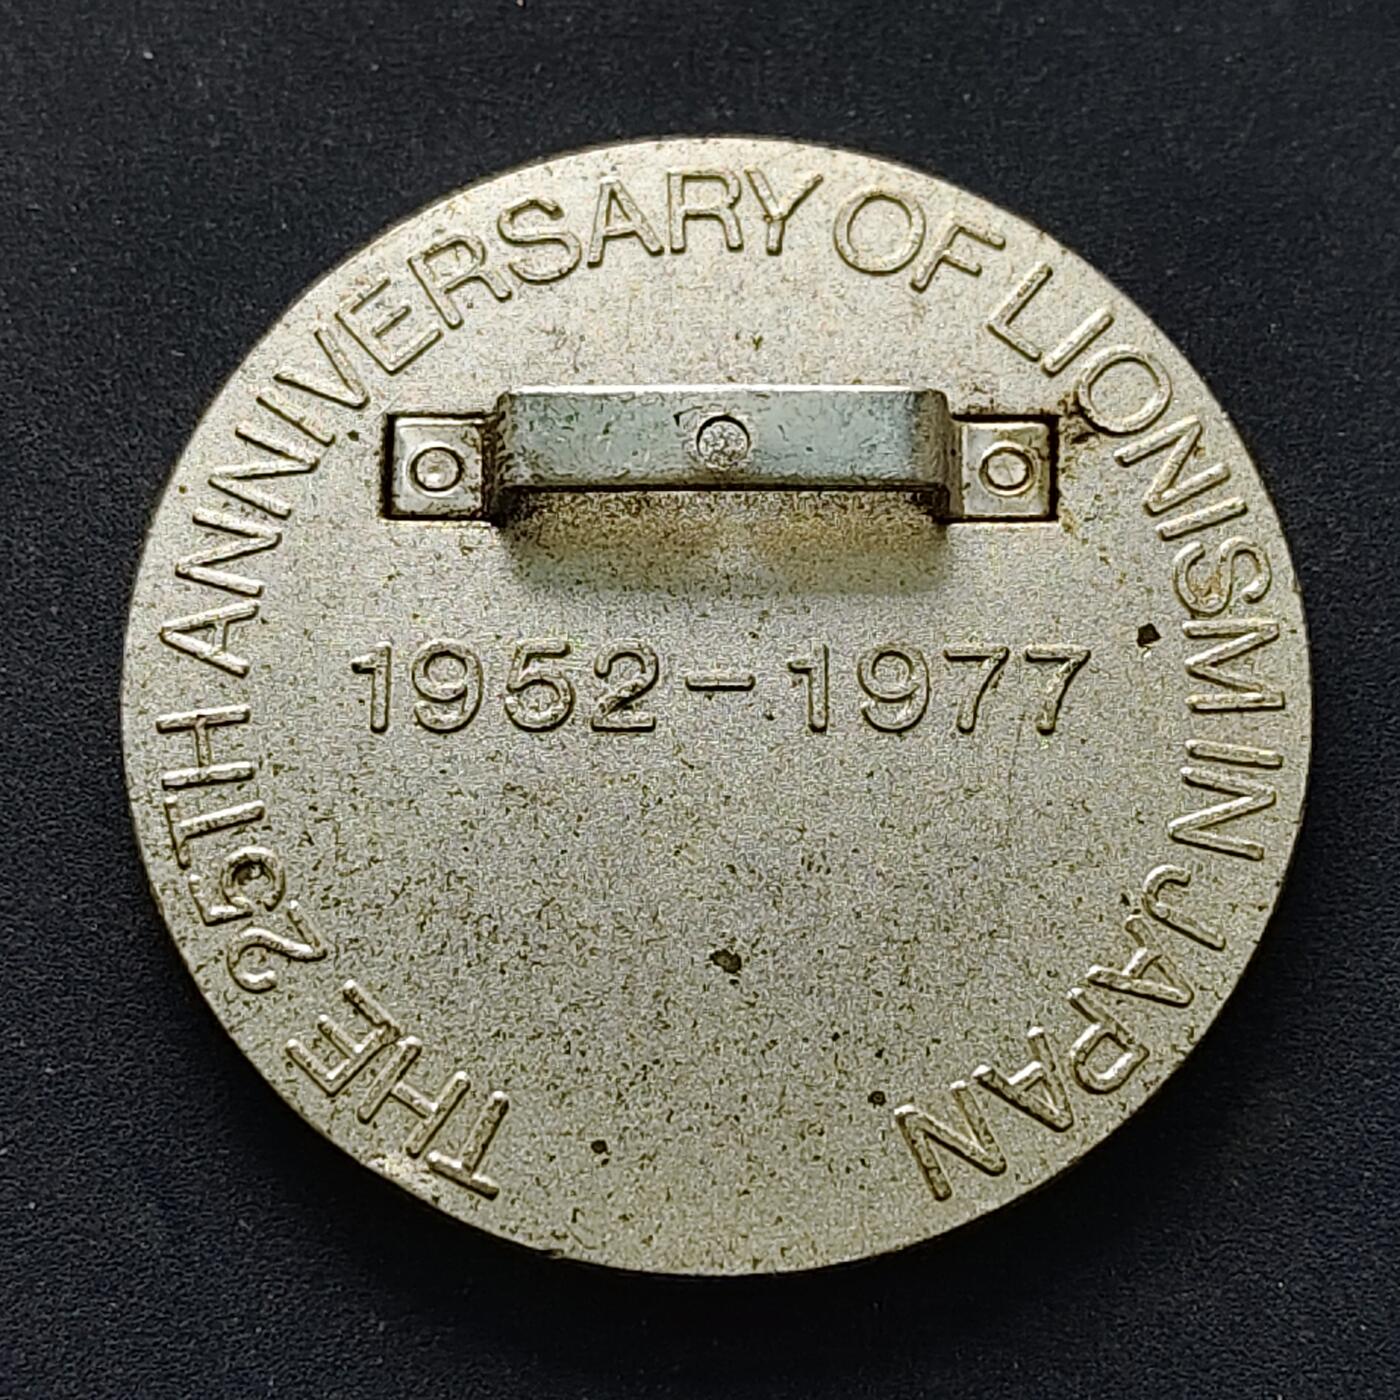 THE 25TH ANNIVERSARY OF LIONISM IN JAPAN
1952-1977